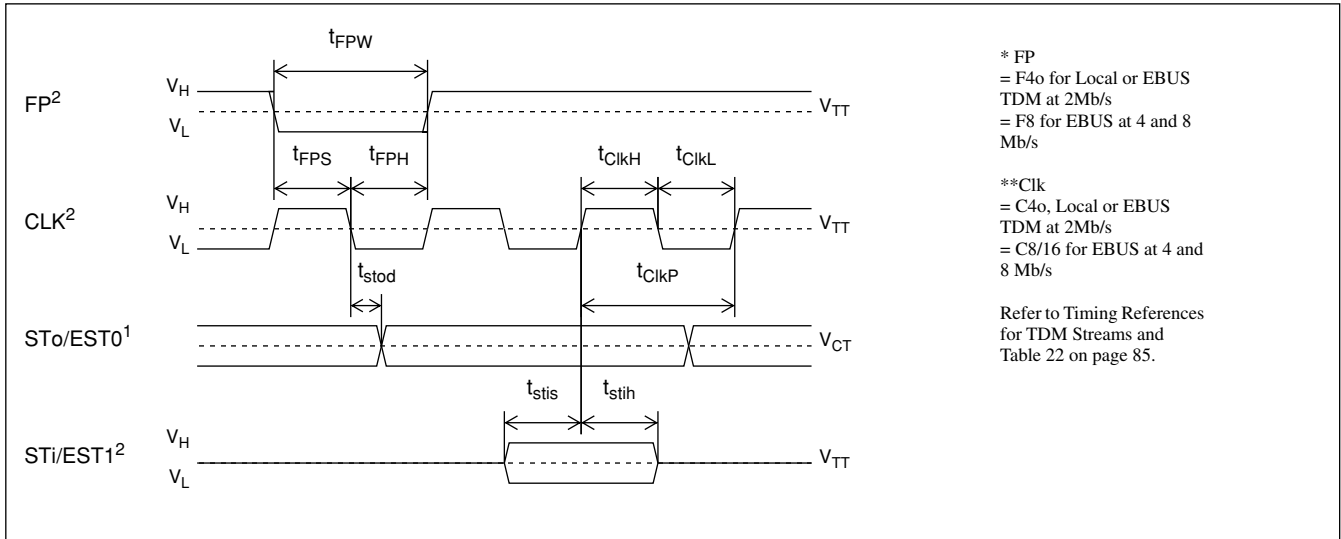 tFPW
FP2
VH
VL
VTT
tFPS
tFPH
tClkH
tClkL
CLK2
VH
VL
VTT
tstod
tClkP
STo/EST01
VCT
tstis
tstih
STi/EST12
VH
VL
VTT
* FP
= F4o for Local or EBUS
TDM at 2Mb/s
= F8 for EBUS at 4 and 8
Mb/s
**Clk
= C4o, Local or EBUS
TDM at 2Mb/s
= C8/16 for EBUS at 4 and
8 Mb/s
Refer to Timing References
for TDM Streams and
Table 22 on page 85.